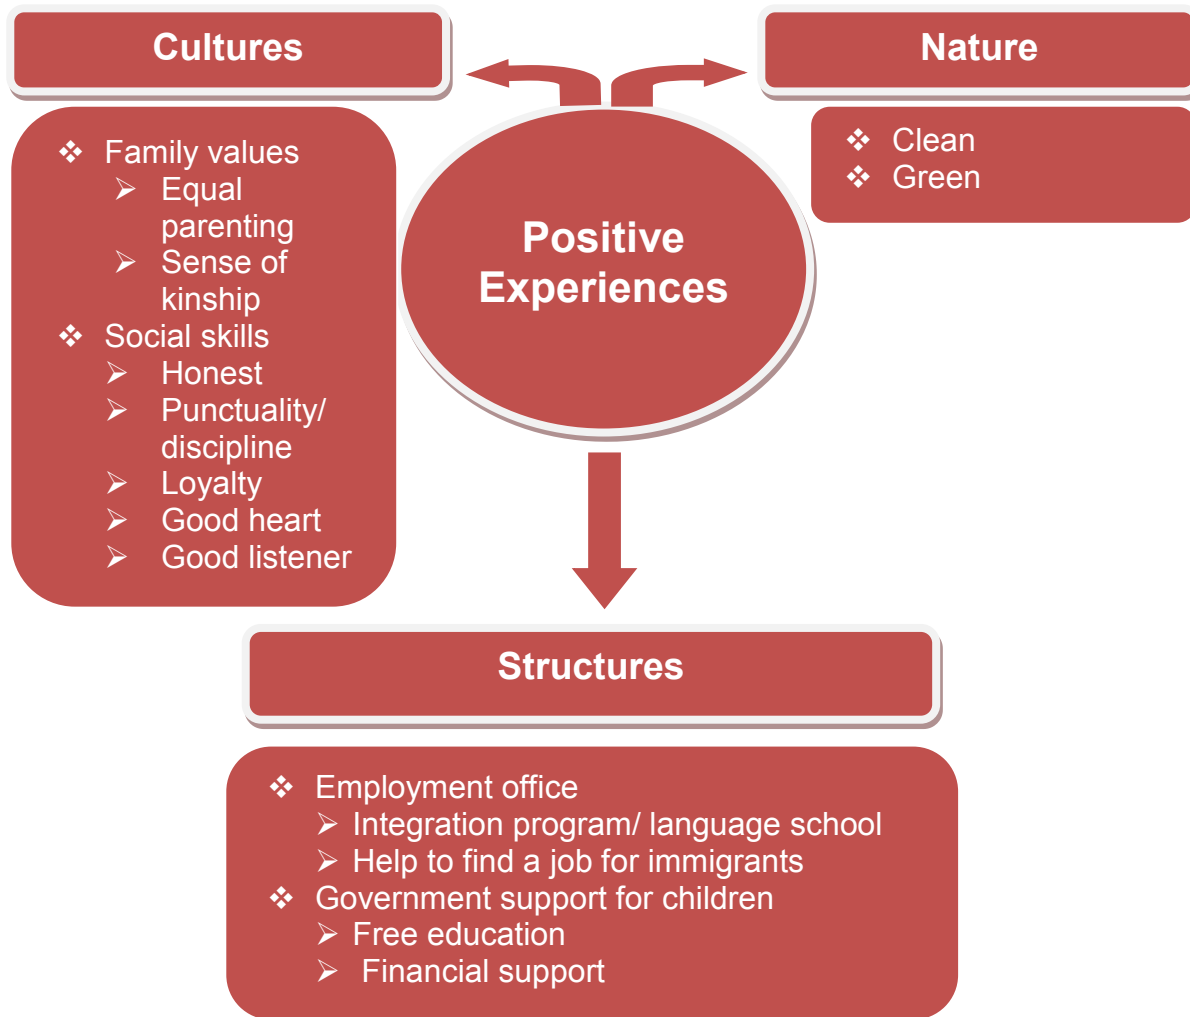 Cultures
❖ Family values
➢ Equal
parenting
➢ Sense of
kinship
❖ Social skills
➢ Honest
➢ Punctuality/
discipline
➢ Loyalty
➢ Good heart
➢ Good listener
Positive
Experiences
Nature
❖ Clean
❖ Green
Structures
❖ Employment office
➢ Integration program/ language school
➢ Help to find a job for immigrants
❖ Government support for children
➢ Free education
➢ Financial support